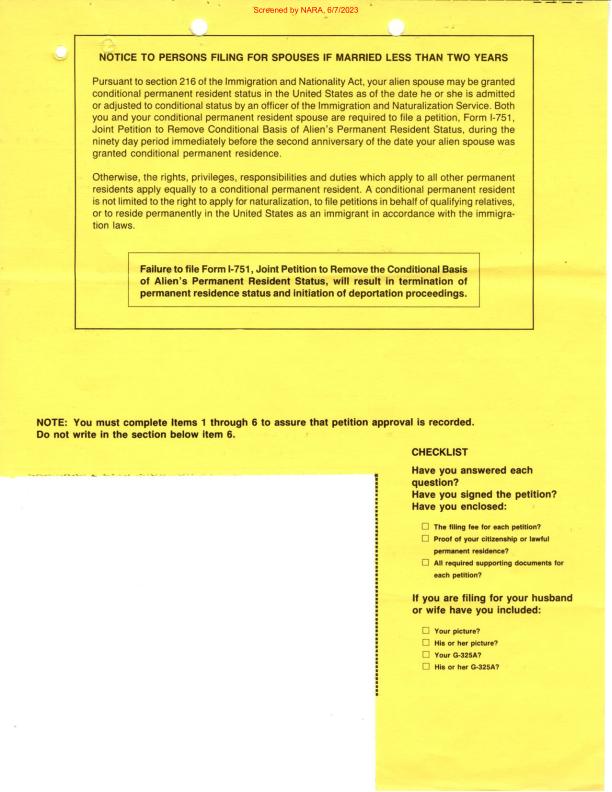 Screened by NARA, 6/7/2023
NOTICE TO PERSONS FILING FOR SPOUSES IF MARRIED LESS THAN TWO YEARS
Pursuant to section 216 of the Immigration and Nationality Act, your alien spouse may be granted
conditional permanent resident status in the United States as of the date he or she is admitted
or adjusted to conditional status by an officer of the Immigration and Naturalization Service. Both
you and your conditional permanent resident spouse are required to file a petition, Form I-751,
Joint Petition to Remove Conditional Basis of Alien's Permanent Resident Status, during the
ninety day period immediately before the second anniversary of the date your alien spouse was
granted conditional permanent residence.
Otherwise, the rights, privileges, responsibilities and duties which apply to all other permanent
residents apply equally to a conditional permanent resident. A conditional permanent resident
is not limited to the right to apply for naturalization, to file petitions in behalf of qualifying relatives,
or to reside permanently in the United States as an immigrant in accordance with the immigra-
tion laws.
Failure to file Form I-751, Joint Petition to Remove the Conditional Basis
of Alien's Permanent Resident Status, will result in termination of
permanent residence status and initiation of deportation proceedings.
NOTE: You must complete Items 1 through 6 to assure that petition approval is recorded.
Do not write in the section below item 6.
CHECKLIST
Have you answered each
question?
Have you signed the petition?
Have you enclosed:
☐ The filing fee for each petition?
☐ Proof of your citizenship or lawful
permanent residence?
☐ All required supporting documents for
each petition?
If you are filing for your husband
or wife have you included:
☐ Your picture?
☐ His or her picture?
☐ Your G-325A?
☐ His or her G-325A?